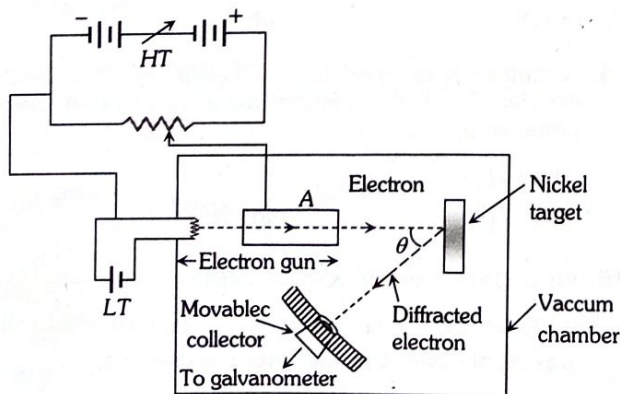 − +
HT
Electron
Nickel
target
A
θ
Electron gun
LT
Movablec
collector
Diffracted
electron
Vaccum
chamber
To galvanometer